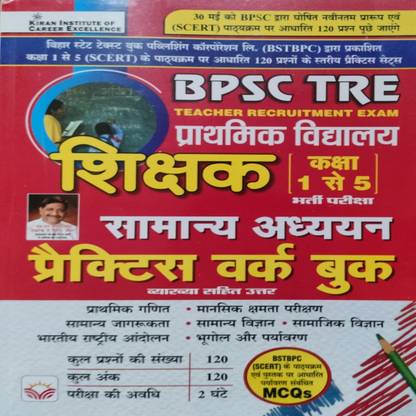 KIRAN INSTITUTE OF
CAREER EXCELLENCE
30 मई को BPSC द्वारा घोषित नवीनतम प्रारूप एवं
(SCERT) पाठ्यक्रम पर आधारित 120 प्रश्न पूछे जाएंगे
बिहार स्टेट टेक्स्ट बुक पब्लिशिंग कॉरपोरेशन लि. (BSTBPC) द्वारा प्रकाशित
कक्षा 1 से 5 (SCERT) के पाठ्यक्रम पर आधारित 120 प्रश्नों के स्तरीय प्रैक्टिस सेट्स
BPSC TRE
TEACHER RECRUITMENT EXAM
प्राथमिक विद्यालय
शिक्षक
कक्षा
1 से 5
भर्ती परीक्षा
सामान्य अध्ययन
प्रैक्टिस वर्क बुक
व्याख्या सहित उत्तर
प्राथमिक गणित • मानसिक क्षमता परीक्षण
सामान्य जागरूकता • सामान्य विज्ञान • सामाजिक विज्ञान
भारतीय राष्ट्रीय आंदोलन • भूगोल और पर्यावरण
कुल प्रश्नों की संख्या 120
कुल अंक 120
परीक्षा की अवधि 2 घंटे
BSTBPC
(SCERT) के पाठ्यक्रम
एवं पुस्तक पर आधारित
पर्यावरण संबंधित
MCQs